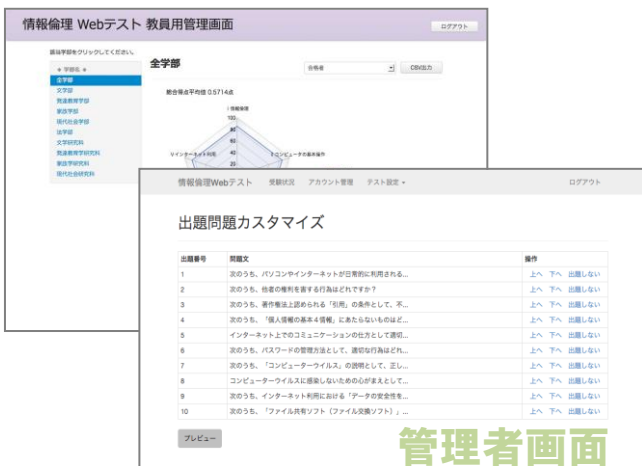 情報倫理 Webテスト 教員用管理画面
ログアウト
該当学部をクリックしてください。
全学部
合格者
CSV出力
◆ 学部名 ◆
全学部
文学部
発達教育学部
家政学部
現代社会学部
法学部
文学研究科
発達教育学研究科
家政学研究科
現代社会研究科
総合得点平均値 0.5714点
I 情報倫理
100
80
60
40
20
V インターネット利用
II コンピュータの基本操作
情報倫理Webテスト 受験状況 アカウント管理 テスト設定 ログアウト
出題問題カスタマイズ
出題番号 問題文 操作
1 次のうち、パソコンやインターネットが日常的に利用される... 上へ 下へ 出題しない
2 次のうち、他者の権利を害する行為はどれですか？ 上へ 下へ 出題しない
3 次のうち、著作権法上認められる「引用」の条件として、不... 上へ 下へ 出題しない
4 次のうち、「個人情報の基本４情報」にあたらないものはど... 上へ 下へ 出題しない
5 インターネット上でのコミュニケーションの仕方として適切... 上へ 下へ 出題しない
6 次のうち、パスワードの管理方法として、適切な行為はどれ... 上へ 下へ 出題しない
7 次のうち、「コンピューターウイルス」の説明として、正し... 上へ 下へ 出題しない
8 コンピューターウイルスに感染しないための心がまえとして... 上へ 下へ 出題しない
9 次のうち、インターネット利用における「データの安全性を... 上へ 下へ 出題しない
10 次のうち、「ファイル共有ソフト（ファイル交換ソフト）」... 上へ 下へ 出題しない
プレビュー
管理者画面